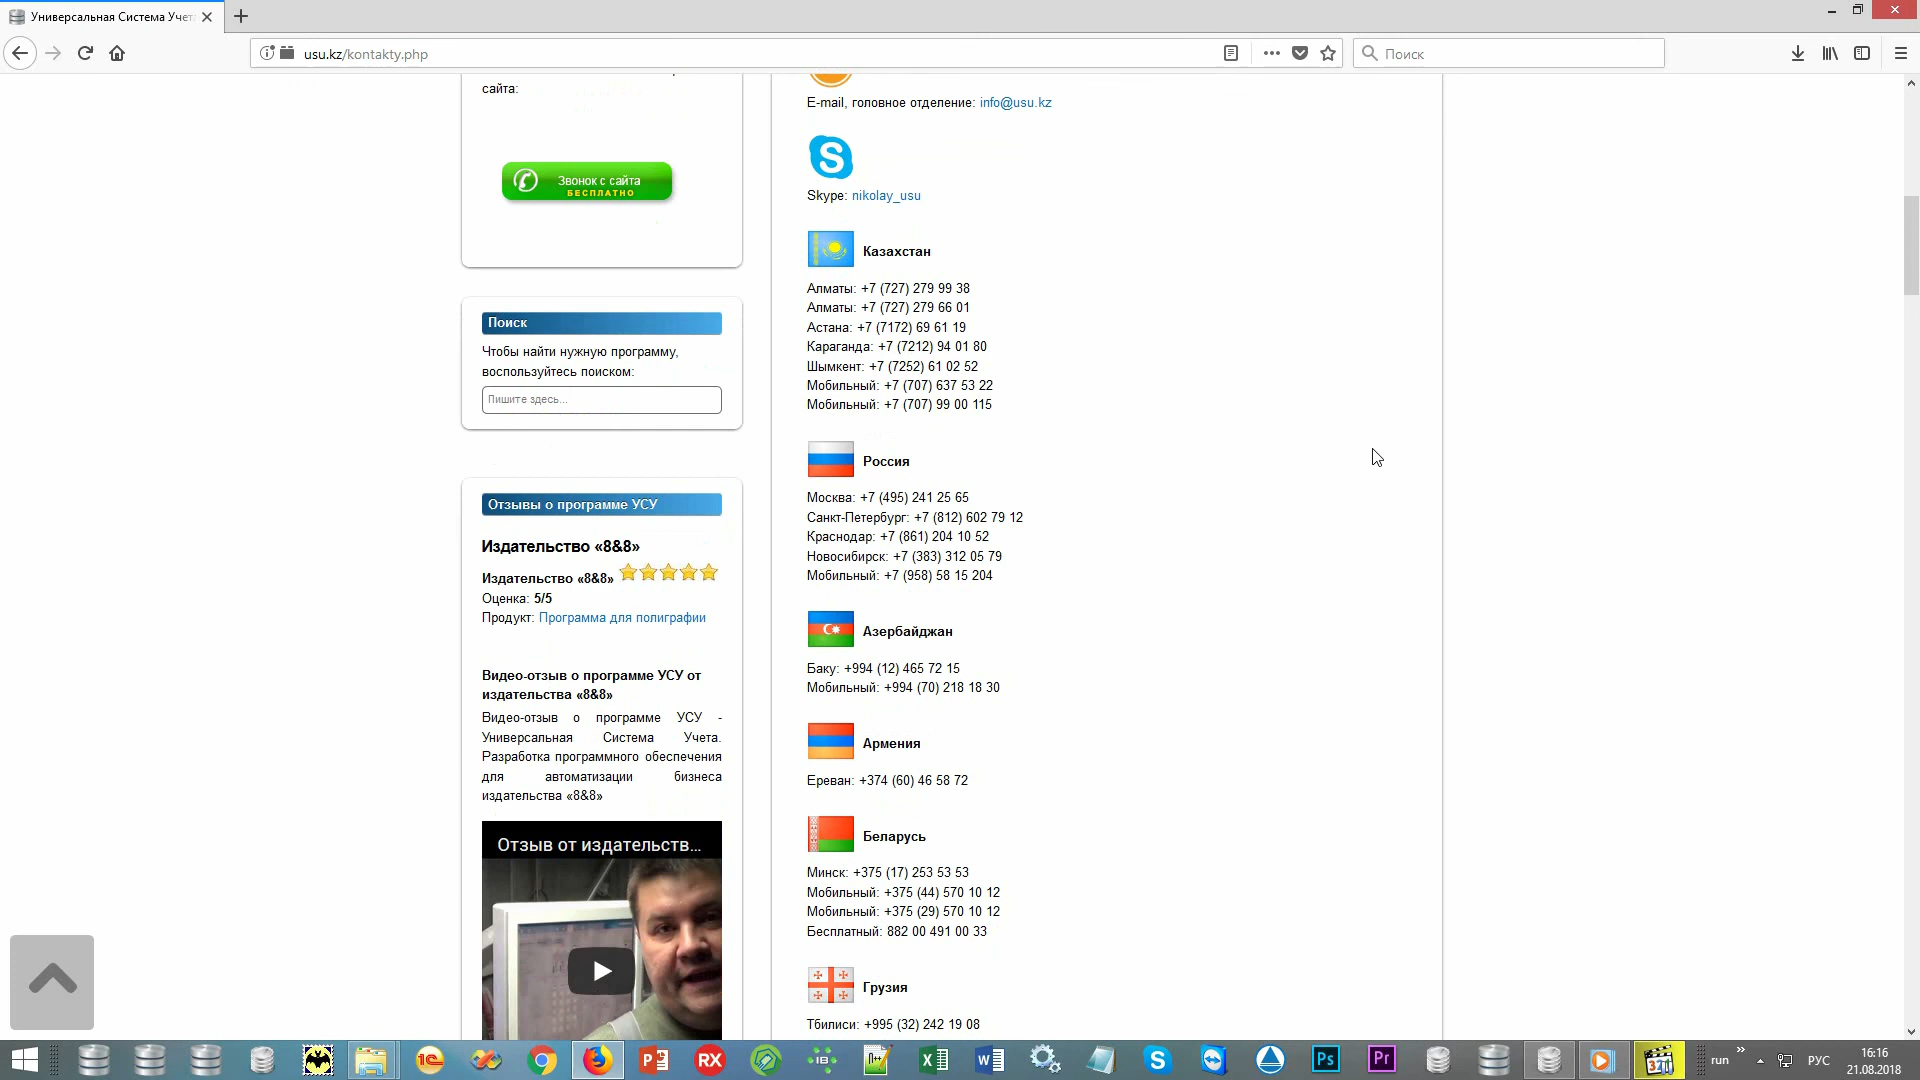 Универсальная Система Учет
usu.kz/kontakty.php
Поиск
сайта:
Звонок с сайта
БЕСПЛАТНО
Поиск
Чтобы найти нужную программу,
воспользуйтесь поиском:
Пишите здесь...
Отзывы о программе УСУ
Издательство «8&8»
Издательство «8&8»
Оценка: 5/5
Продукт: Программа для полиграфии
Видео-отзыв о программе УСУ от
издательства «8&8»
Видео-отзыв о программе УСУ -
Универсальная Система Учета.
Разработка программного обеспечения
для автоматизации бизнеса
издательства «8&8»
Отзыв от издательств...
E-mail, головное отделение: info@usu.kz
Skype: nikolay_usu
Казахстан
Алматы: +7 (727) 279 99 38
Алматы: +7 (727) 279 66 01
Астана: +7 (7172) 69 61 19
Караганда: +7 (7212) 94 01 80
Шымкент: +7 (7252) 61 02 52
Мобильный: +7 (707) 637 53 22
Мобильный: +7 (707) 99 00 115
Россия
Москва: +7 (495) 241 25 65
Санкт-Петербург: +7 (812) 602 79 12
Краснодар: +7 (861) 204 10 52
Новосибирск: +7 (383) 312 05 79
Мобильный: +7 (958) 58 15 204
Азербайджан
Баку: +994 (12) 465 72 15
Мобильный: +994 (70) 218 18 30
Армения
Ереван: +374 (60) 46 58 72
Беларусь
Минск: +375 (17) 253 53 53
Мобильный: +375 (44) 570 10 12
Мобильный: +375 (29) 570 10 12
Бесплатный: 882 00 491 00 33
Грузия
Тбилиси: +995 (32) 242 19 08
run
РУС
16:16
21.08.2018